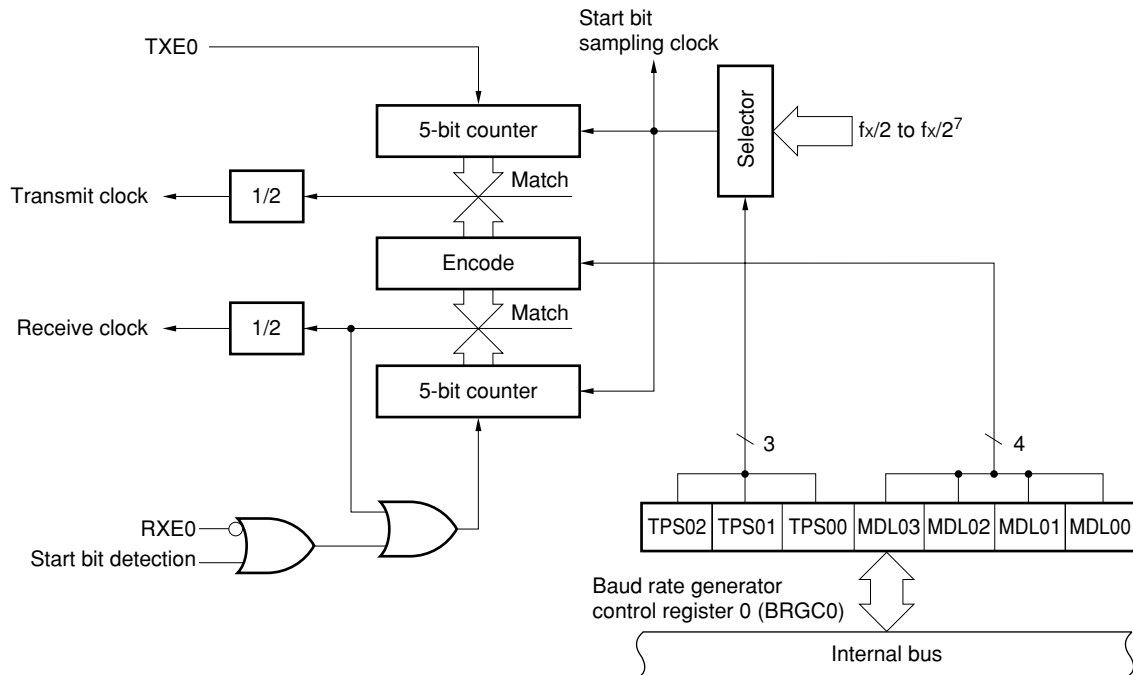 Start bit
sampling clock
TXE0
5-bit counter
Selector
fx/2 to fx/2⁷
Match
Transmit clock
1/2
Encode
Match
Receive clock
1/2
5-bit counter
3
4
RXE0
Start bit detection
TPS02 TPS01 TPS00 MDL03 MDL02 MDL01 MDL00
Baud rate generator
control register 0 (BRGC0)
Internal bus